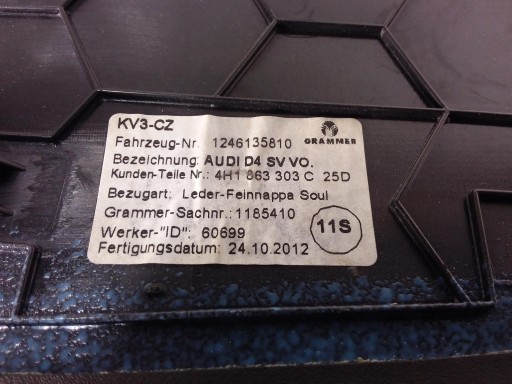 KV3-CZ
GRAMMER
Fahrzeug-Nr. 1246135810
Bezeichnung: AUDI D4 SV VO.
Kunden-Teile Nr.: 4H1 863 303 C 25D
Bezugart: Leder-Feinnappa Soul
Grammer-Sachnr.: 1185410
11S
Werker-"ID": 60699
Fertigungsdatum: 24.10.2012